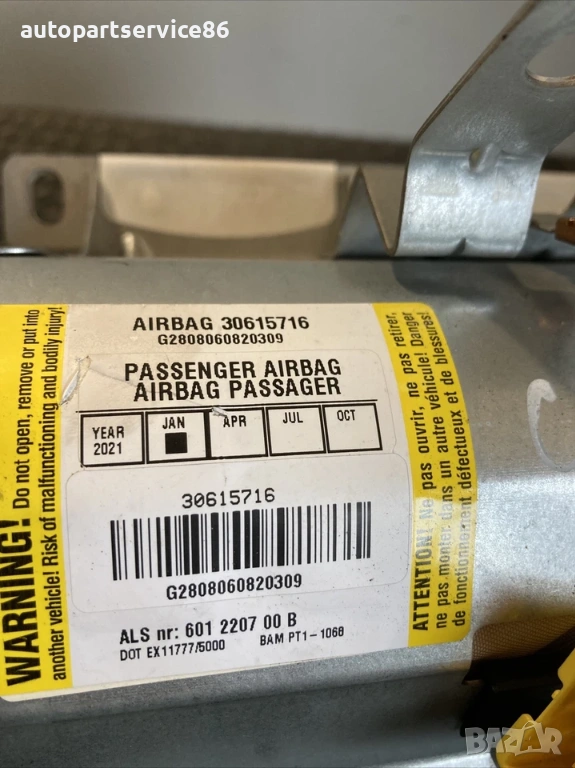 autopartservice86
AIRBAG 30615716
G2808060820309
PASSENGER AIRBAG
AIRBAG PASSAGER
YEAR 2021 JAN APR JUL OCT
30615716
G2808060820309
ALS nr: 601 2207 00 B
DOT EX11777/5000 BAM PT1-1068
WARNING! Do not open, remove or put into
another vehicle! Risk of malfunctioning and bodily injury!
ATTENTION! Ne pas ouvrir, ne pas retirer,
ne pas monter dans un autre véhicule! Danger
de fonctionnement défectueux et de blessures!
BAZAR